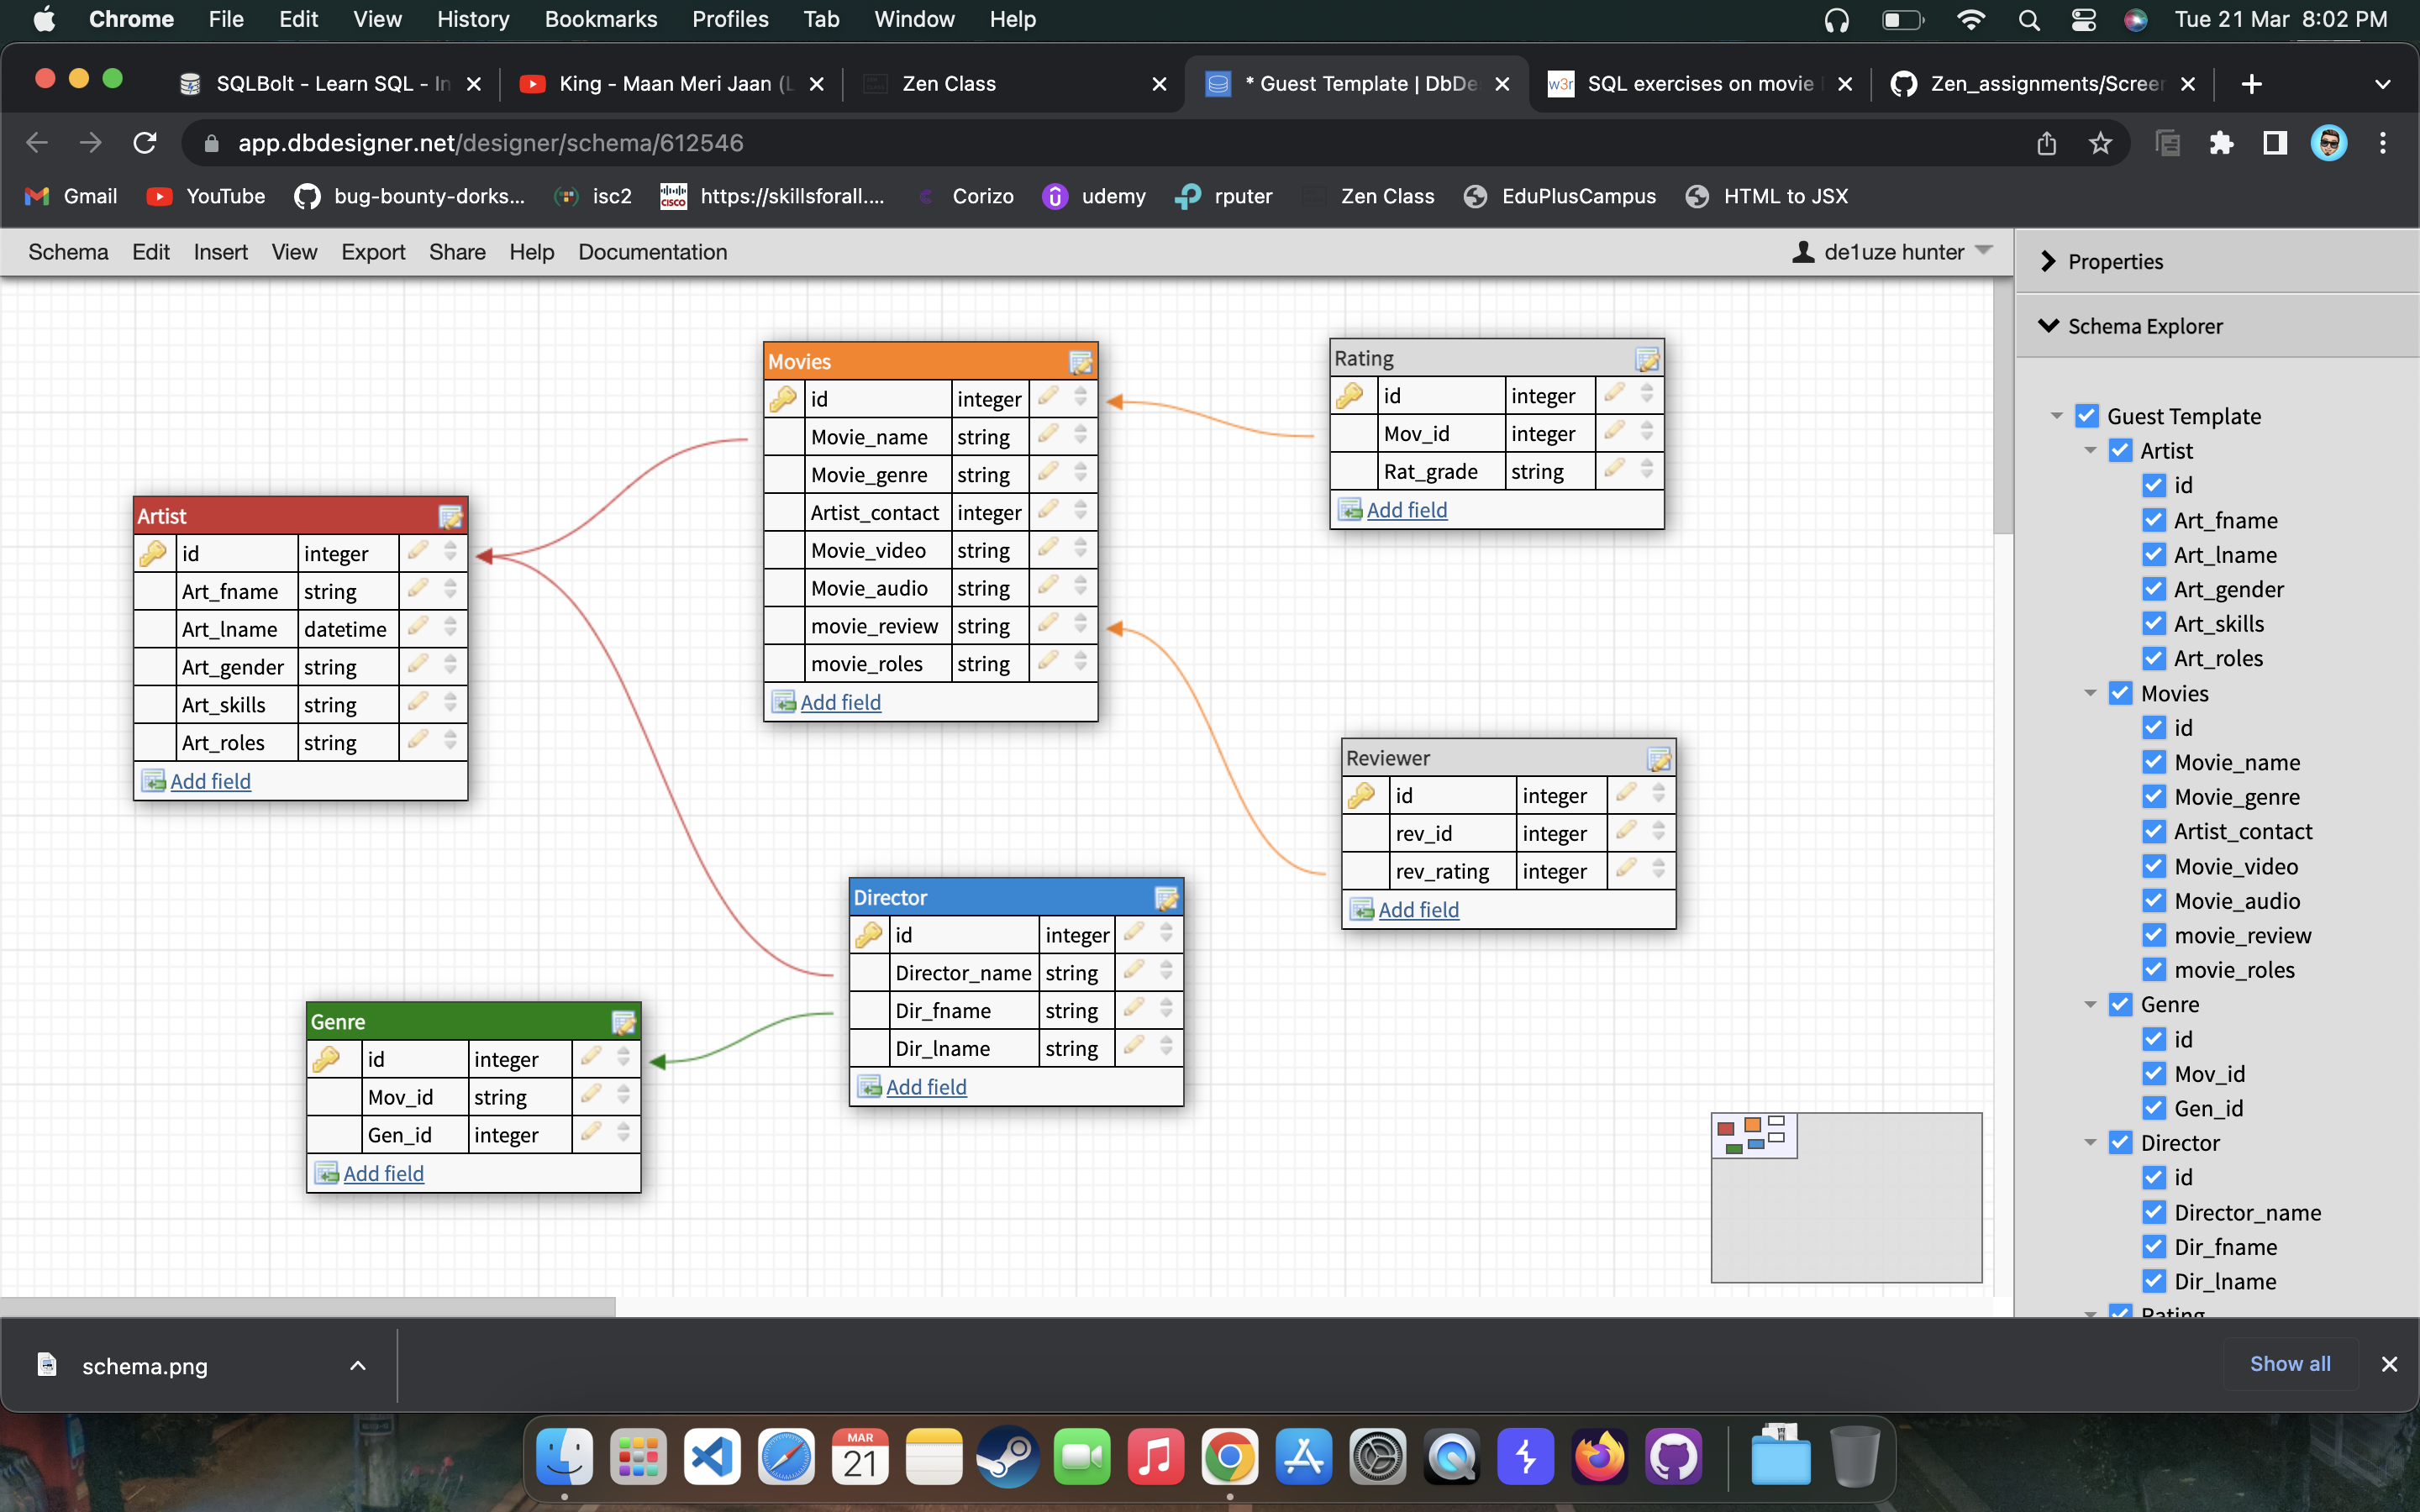 Chrome File Edit View History Bookmarks Profiles Tab Window Help Tue 21 Mar 8:02 PM
SQLBolt - Learn SQL - In King - Maan Meri Jaan (L Zen Class * Guest Template | DbDe w3r SQL exercises on movie Zen_assignments/Screen
app.dbdesigner.net/designer/schema/612546
Gmail YouTube bug-bounty-dorks... isc2 CISCO https://skillsforall.... Corizo udemy rputer Zen Class EduPlusCampus HTML to JSX
Schema Edit Insert View Export Share Help Documentation de1uze hunter
Artist
id integer
Art_fname string
Art_lname datetime
Art_gender string
Art_skills string
Art_roles string
Add field
Movies
id integer
Movie_name string
Movie_genre string
Artist_contact integer
Movie_video string
Movie_audio string
movie_review string
movie_roles string
Add field
Rating
id integer
Mov_id integer
Rat_grade string
Add field
Reviewer
id integer
rev_id integer
rev_rating integer
Add field
Director
id integer
Director_name string
Dir_fname string
Dir_lname string
Add field
Genre
id integer
Mov_id string
Gen_id integer
Add field
Properties
Schema Explorer
Guest Template
Artist
id
Art_fname
Art_lname
Art_gender
Art_skills
Art_roles
Movies
id
Movie_name
Movie_genre
Artist_contact
Movie_video
Movie_audio
movie_review
movie_roles
Genre
id
Mov_id
Gen_id
Director
id
Director_name
Dir_fname
Dir_lname
Rating
schema.png
Show all
MAR
21